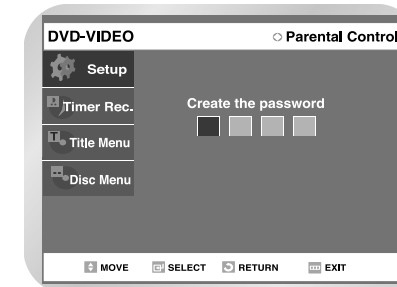 DVD-VIDEO
Parental Control
Setup
Timer Rec.
Title Menu
Disc Menu
Create the password
MOVE SELECT RETURN EXIT